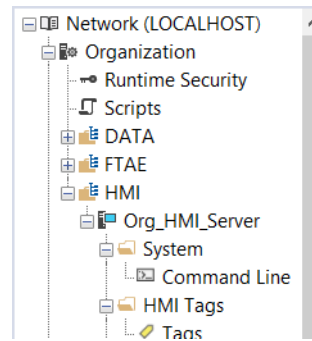 Network (LOCALHOST)
Organization
Runtime Security
Scripts
DATA
FTAE
HMI
Org_HMI_Server
System
Command Line
HMI Tags
Tags